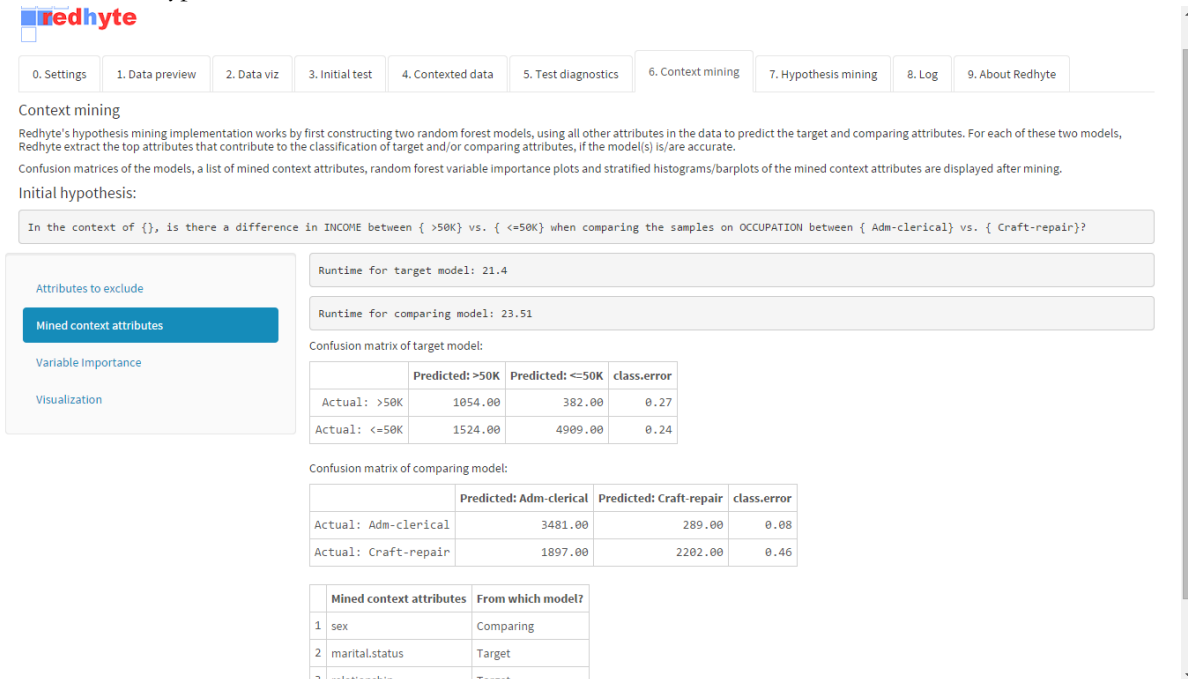 redhyte
0. Settings
1. Data preview
2. Data viz
3. Initial test
4. Contexted data
5. Test diagnostics
6. Context mining
7. Hypothesis mining
8. Log
9. About Redhyte
Context mining
Redhyte's hypothesis mining implementation works by first constructing two random forest models, using all other attributes in the data to predict the target and comparing attributes. For each of these two models,
Redhyte extract the top attributes that contribute to the classification of target and/or comparing attributes, if the model(s) is/are accurate.
Confusion matrices of the models, a list of mined context attributes, random forest variable importance plots and stratified histograms/barplots of the mined context attributes are displayed after mining.
Initial hypothesis:
In the context of {}, is there a difference in INCOME between { >50K} vs. { <=50K} when comparing the samples on OCCUPATION between { Adm-clerical} vs. { Craft-repair}?
Attributes to exclude
Mined context attributes
Variable Importance
Visualization
Runtime for target model: 21.4
Runtime for comparing model: 23.51
Confusion matrix of target model:
Predicted: >50K Predicted: <=50K class.error
Actual: >50K 1054.00 382.00 0.27
Actual: <=50K 1524.00 4909.00 0.24
Confusion matrix of comparing model:
Predicted: Adm-clerical Predicted: Craft-repair class.error
Actual: Adm-clerical 3481.00 289.00 0.08
Actual: Craft-repair 1897.00 2202.00 0.46
Mined context attributes From which model?
1 sex Comparing
2 marital.status Target